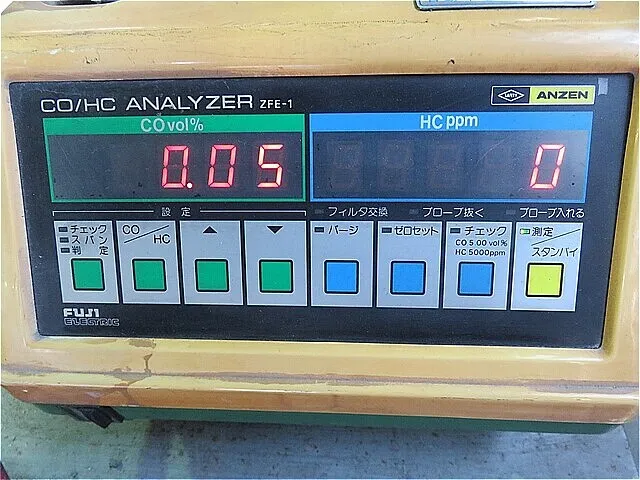 CO/HC ANALYZER ZFE-1
ANZEN
CO vol%
HC ppm
0.05
0
設定
フィルタ交換
プローブ抜く
プローブ入れる
チェック
スパン
判定
CO/HC
▲
▼
パージ
ゼロセット
チェック
CO 5.00 vol%
HC 5000ppm
測定/スタンバイ
FUJI
ELECTRIC